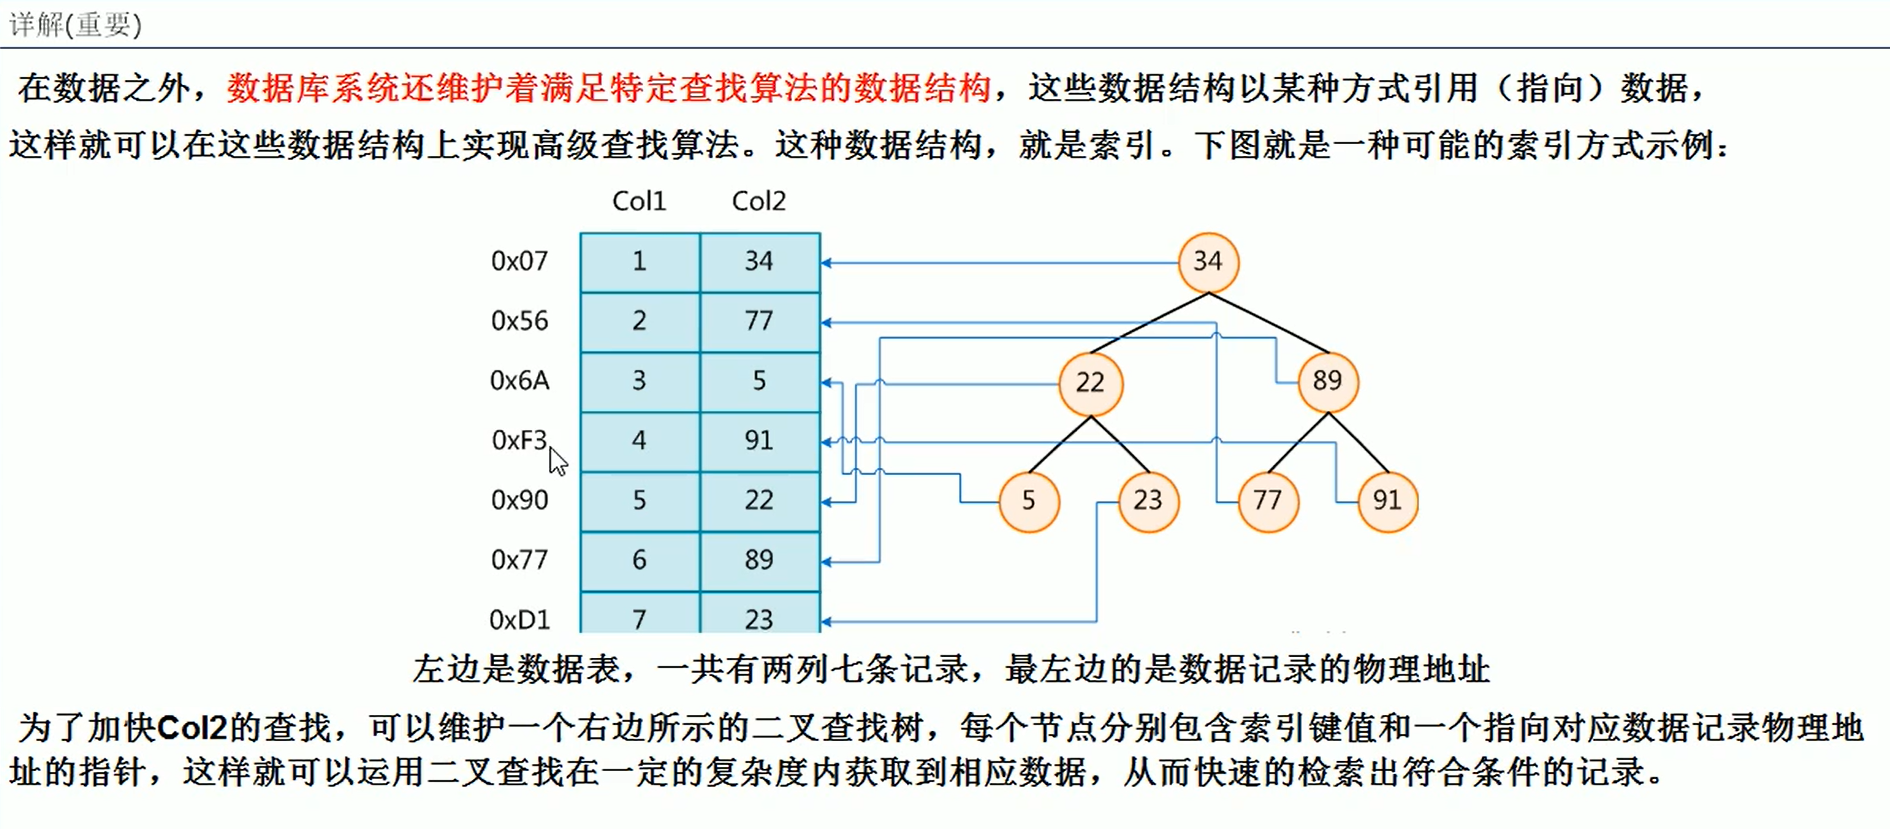 详解(重要)
在数据之外，数据库系统还维护着满足特定查找算法的数据结构，这些数据结构以某种方式引用（指向）数据，
这样就可以在这些数据结构上实现高级查找算法。这种数据结构，就是索引。下图就是一种可能的索引方式示例：
Col1 Col2
0x07 1 34 34
0x56 2 77
0x6A 3 5 22 89
0xF3 4 91
0x90 5 22 5 23 77 91
0x77 6 89
0xD1 7 23
左边是数据表，一共有两列七条记录，最左边的是数据记录的物理地址
为了加快Col2的查找，可以维护一个右边所示的二叉查找树，每个节点分别包含索引键值和一个指向对应数据记录物理地
址的指针，这样就可以运用二叉查找在一定的复杂度内获取到相应数据，从而快速的检索出符合条件的记录。